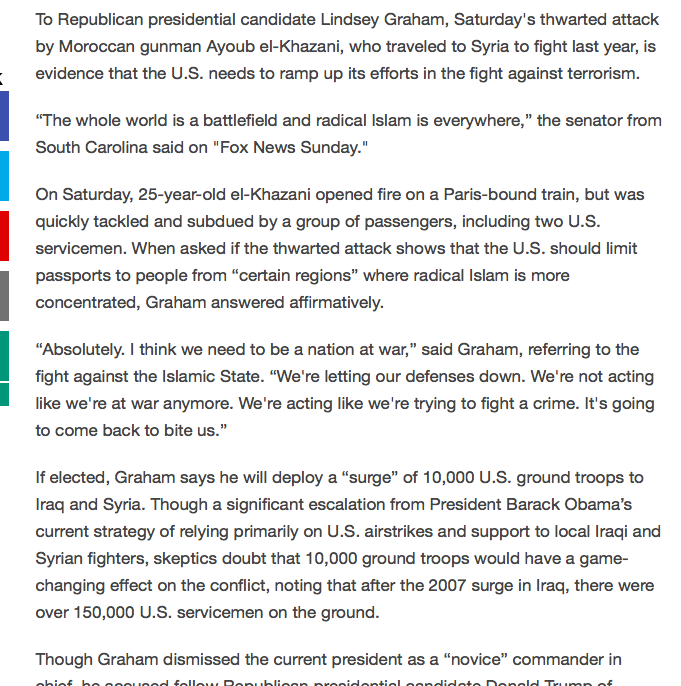 To Republican presidential candidate Lindsey Graham, Saturday's thwarted attack
by Moroccan gunman Ayoub el-Khazani, who traveled to Syria to fight last year, is
evidence that the U.S. needs to ramp up its efforts in the fight against terrorism.
“The whole world is a battlefield and radical Islam is everywhere,” the senator from
South Carolina said on "Fox News Sunday."
On Saturday, 25-year-old el-Khazani opened fire on a Paris-bound train, but was
quickly tackled and subdued by a group of passengers, including two U.S.
servicemen. When asked if the thwarted attack shows that the U.S. should limit
passports to people from “certain regions” where radical Islam is more
concentrated, Graham answered affirmatively.
“Absolutely. I think we need to be a nation at war,” said Graham, referring to the
fight against the Islamic State. “We're letting our defenses down. We're not acting
like we're at war anymore. We're acting like we're trying to fight a crime. It's going
to come back to bite us.”
If elected, Graham says he will deploy a “surge” of 10,000 U.S. ground troops to
Iraq and Syria. Though a significant escalation from President Barack Obama’s
current strategy of relying primarily on U.S. airstrikes and support to local Iraqi and
Syrian fighters, skeptics doubt that 10,000 ground troops would have a game-
changing effect on the conflict, noting that after the 2007 surge in Iraq, there were
over 150,000 U.S. servicemen on the ground.
Though Graham dismissed the current president as a “novice” commander in
chief, he accused fellow Republican presidential candidate Donald Trump of